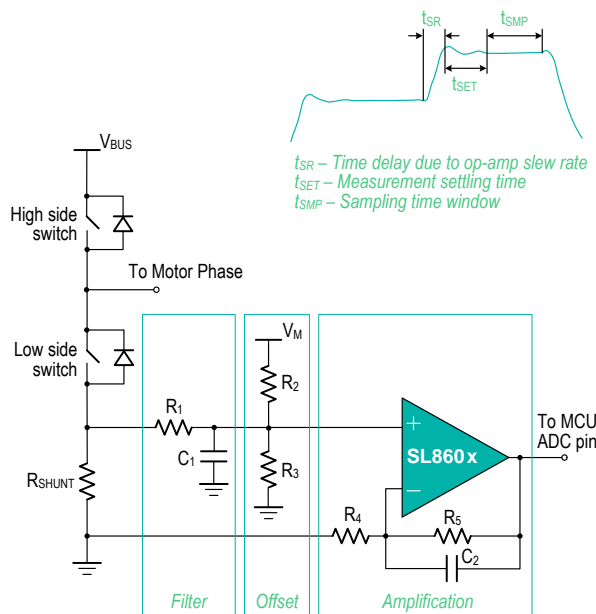 tSR
tSMP
tSET
tSR – Time delay due to op-amp slew rate
tSET – Measurement settling time
tSMP – Sampling time window
VBUS
High side
switch
To Motor Phase
Low side
switch
VM
R2
R1
C1
R3
+
SL860x
−
To MCU
ADC pin
RSHUNT
R4
R5
C2
Filter
Offset
Amplification